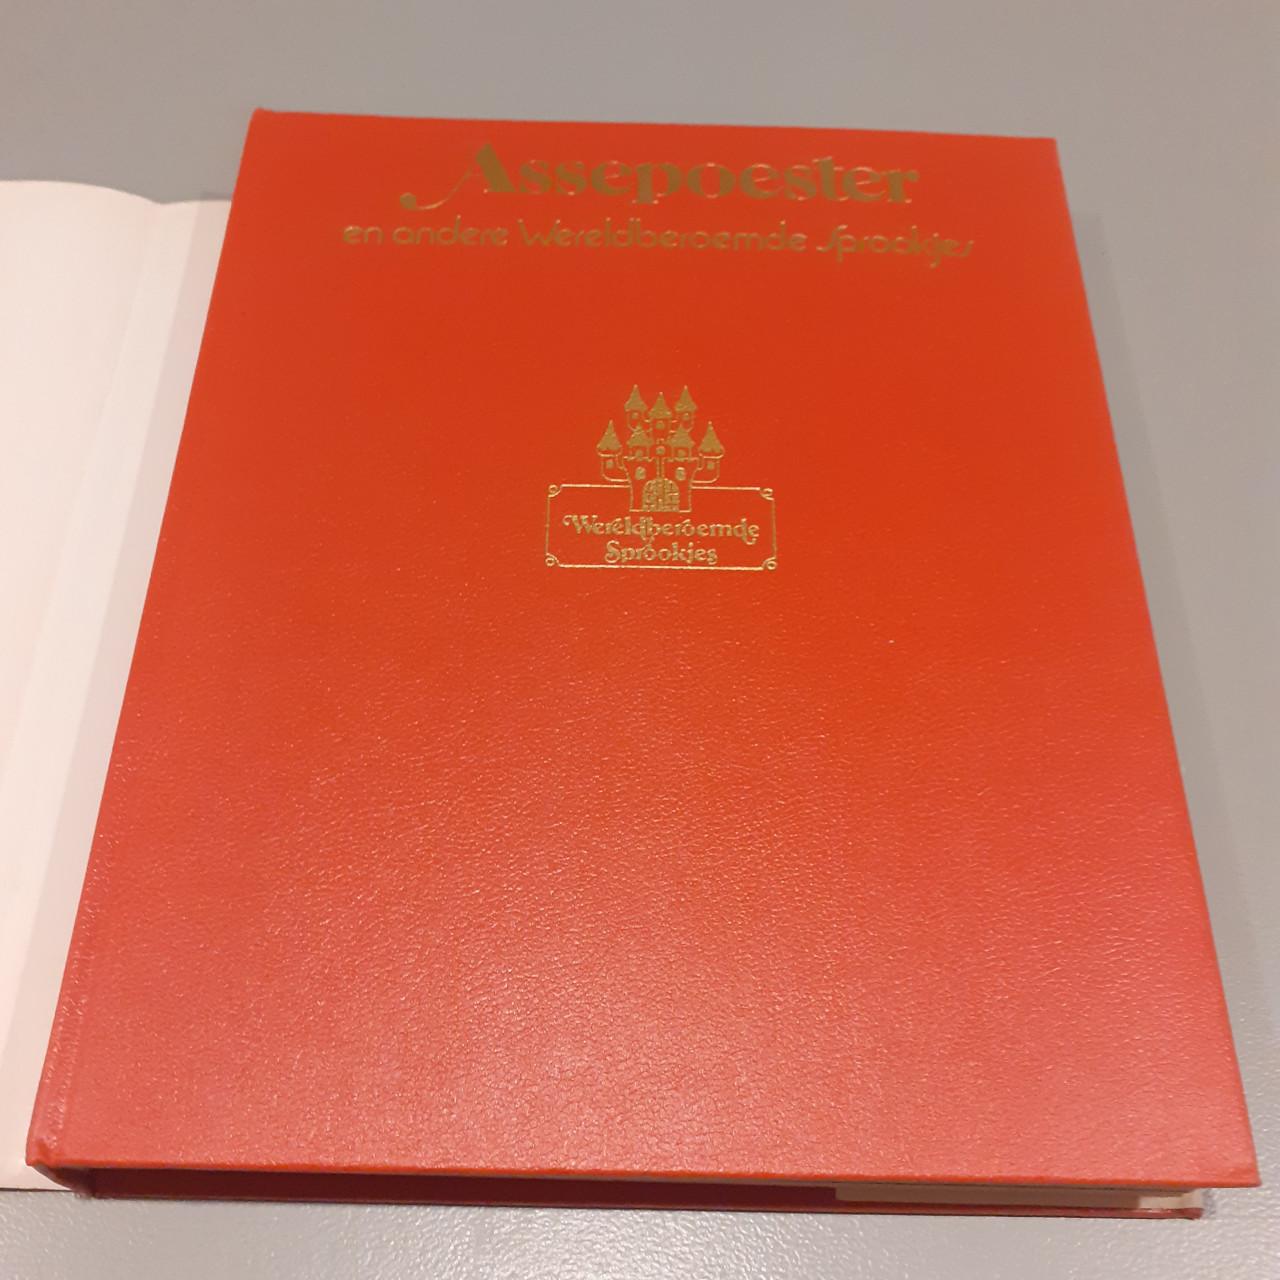 Assepoester
en andere Wereldberoemde Sprookjes
Wereldberoemde
Sprookjes